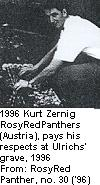 1996 Kurt Zernig
RosyRedPanthers
(Austria), pays his
respects at Ulrichs'
grave, 1996
From: RosyRed
Panther, no. 30 ('96)